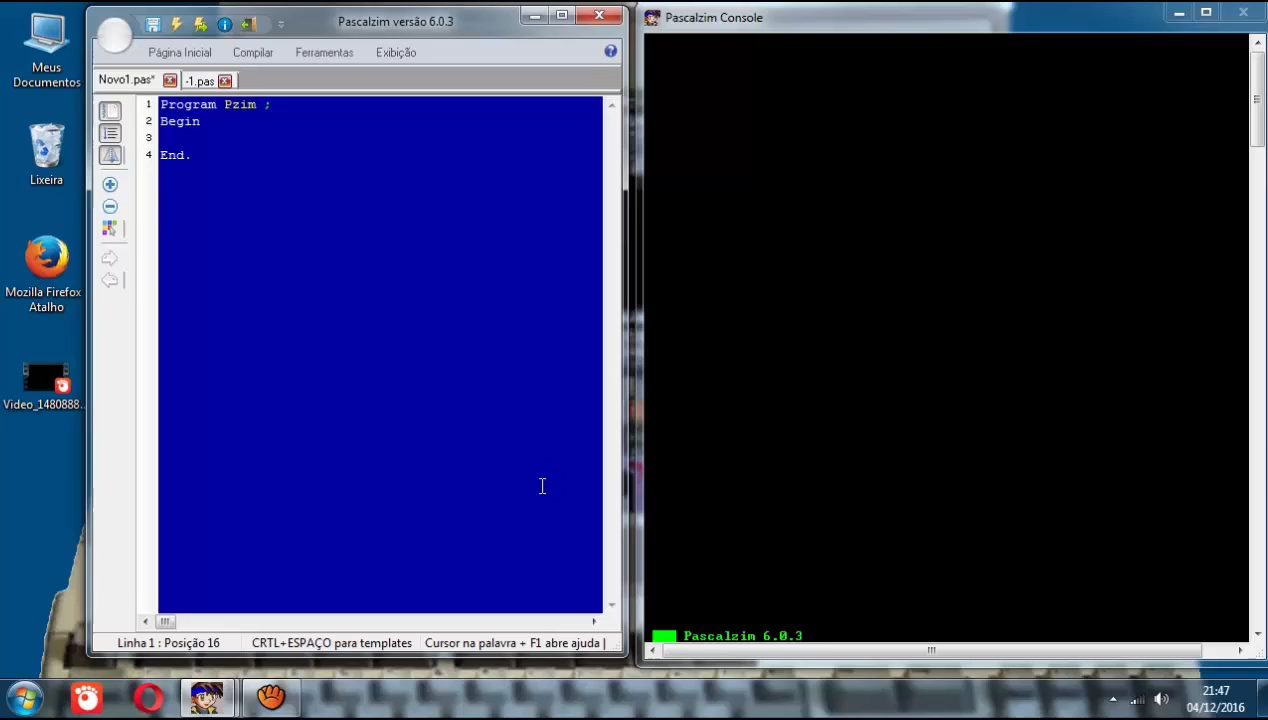 Meus
Documentos
Lixeira
Mozilla Firefox
Atalho
Video_1480888..
Pascalzim versão 6.0.3
Página Inicial Compilar Ferramentas Exibição
Novo1.pas* -1.pas
1 Program Pzim ;
2 Begin
3
4 End.
Linha 1 : Posição 16 CRTL+ESPAÇO para templates Cursor na palavra + F1 abre ajuda |
Pascalzim Console
Pascalzim 6.0.3
21:47
04/12/2016